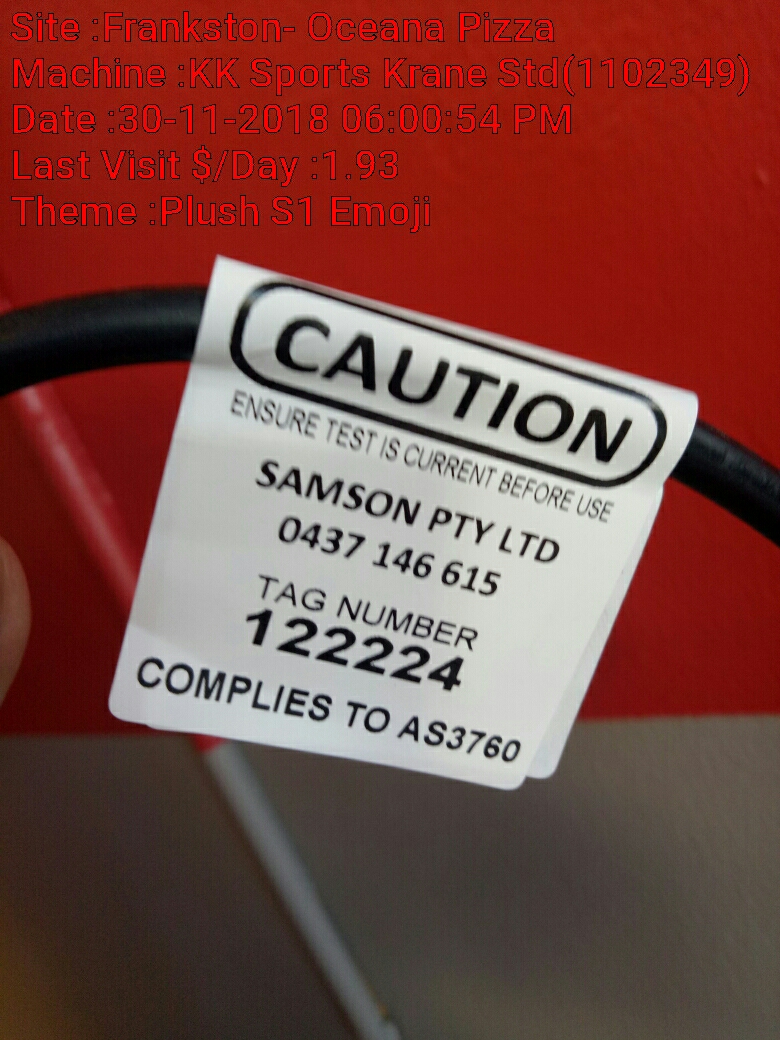 Site :Frankston- Oceana Pizza
Machine :KK Sports Krane Std(1102349)
Date :30-11-2018 06:00:54 PM
Last Visit $/Day :1.93
Theme :Plush S1 Emoji
CAUTION
ENSURE TEST IS CURRENT BEFORE USE
SAMSON PTY LTD
0437 146 615
TAG NUMBER
122224
COMPLIES TO AS3760